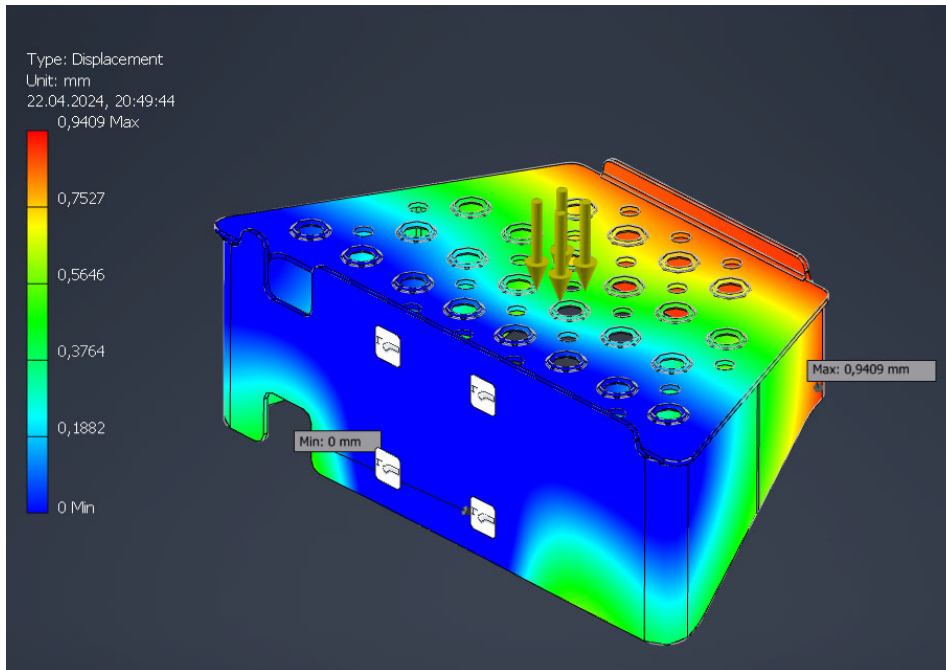 Type: Displacement
Unit: mm
22.04.2024, 20:49:44
0,9409 Max
0,7527
0,5646
0,3764
0,1882
0 Min
Max: 0,9409 mm
Min: 0 mm